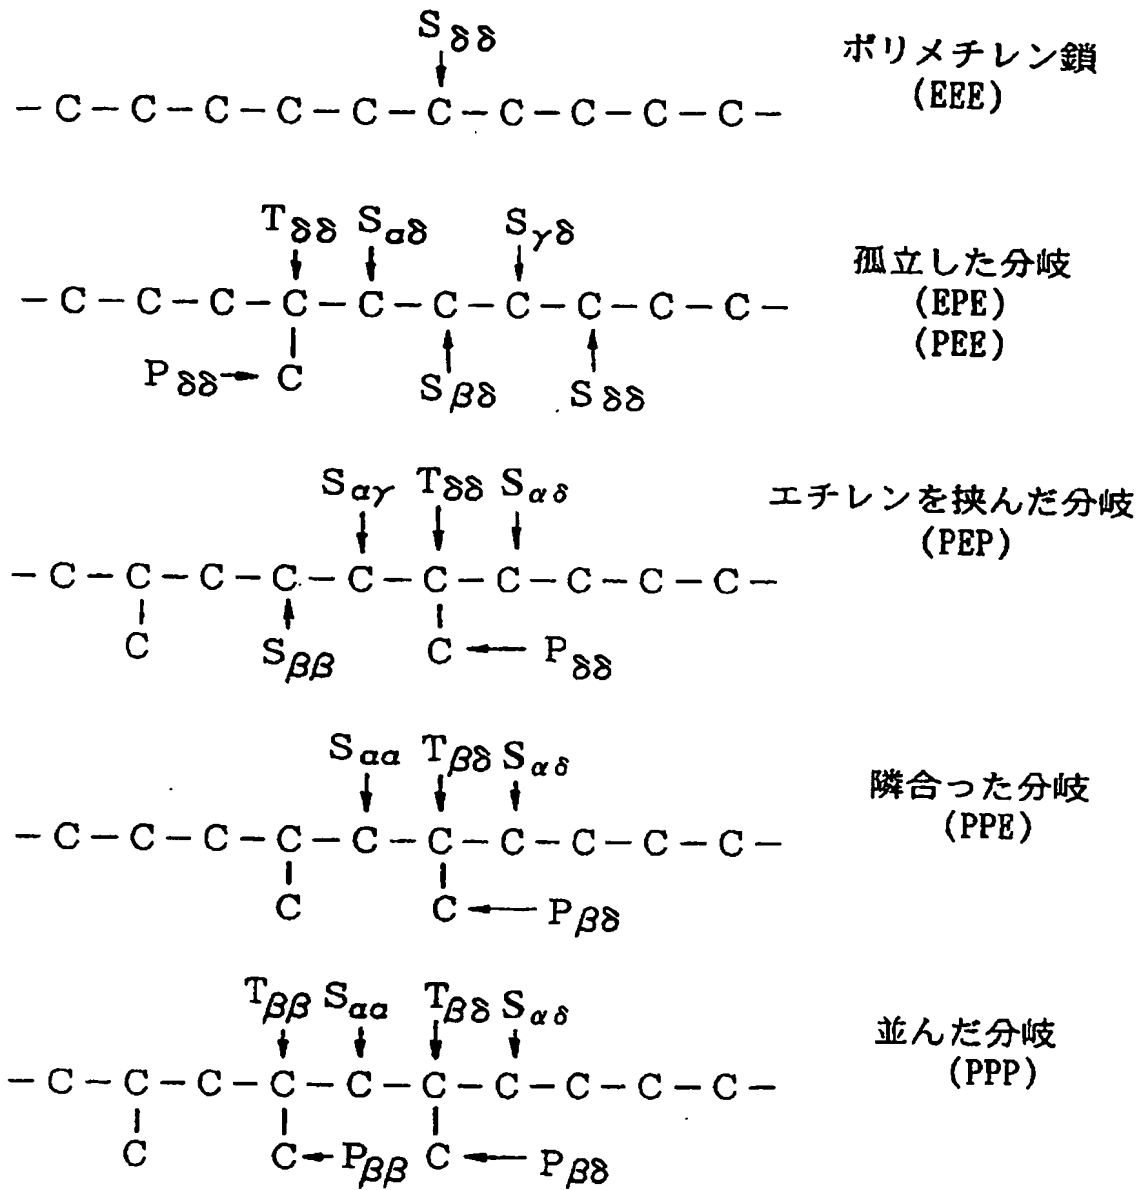 Sδδ
ポリメチレン鎖
(EEE)
-C-C-C-C-C-C-C-C-C-C-
Tδδ Sαδ Sγδ
孤立した分岐
(EPE)
(PEE)
-C-C-C-C-C-C-C-C-C-C-
Pδδ→C
Sβδ Sδδ
Sαγ Tδδ Sαδ
エチレンを挟んだ分岐
(PEP)
-C-C-C-C-C-C-C-C-C-C-
C Sββ C←Pδδ
Sαα Tβδ Sαδ
隣合った分岐
(PPE)
-C-C-C-C-C-C-C-C-C-C-
C C←Pβδ
Tββ Sαα Tβδ Sαδ
並んだ分岐
(PPP)
-C-C-C-C-C-C-C-C-C-C-
C C←Pββ C←Pβδ